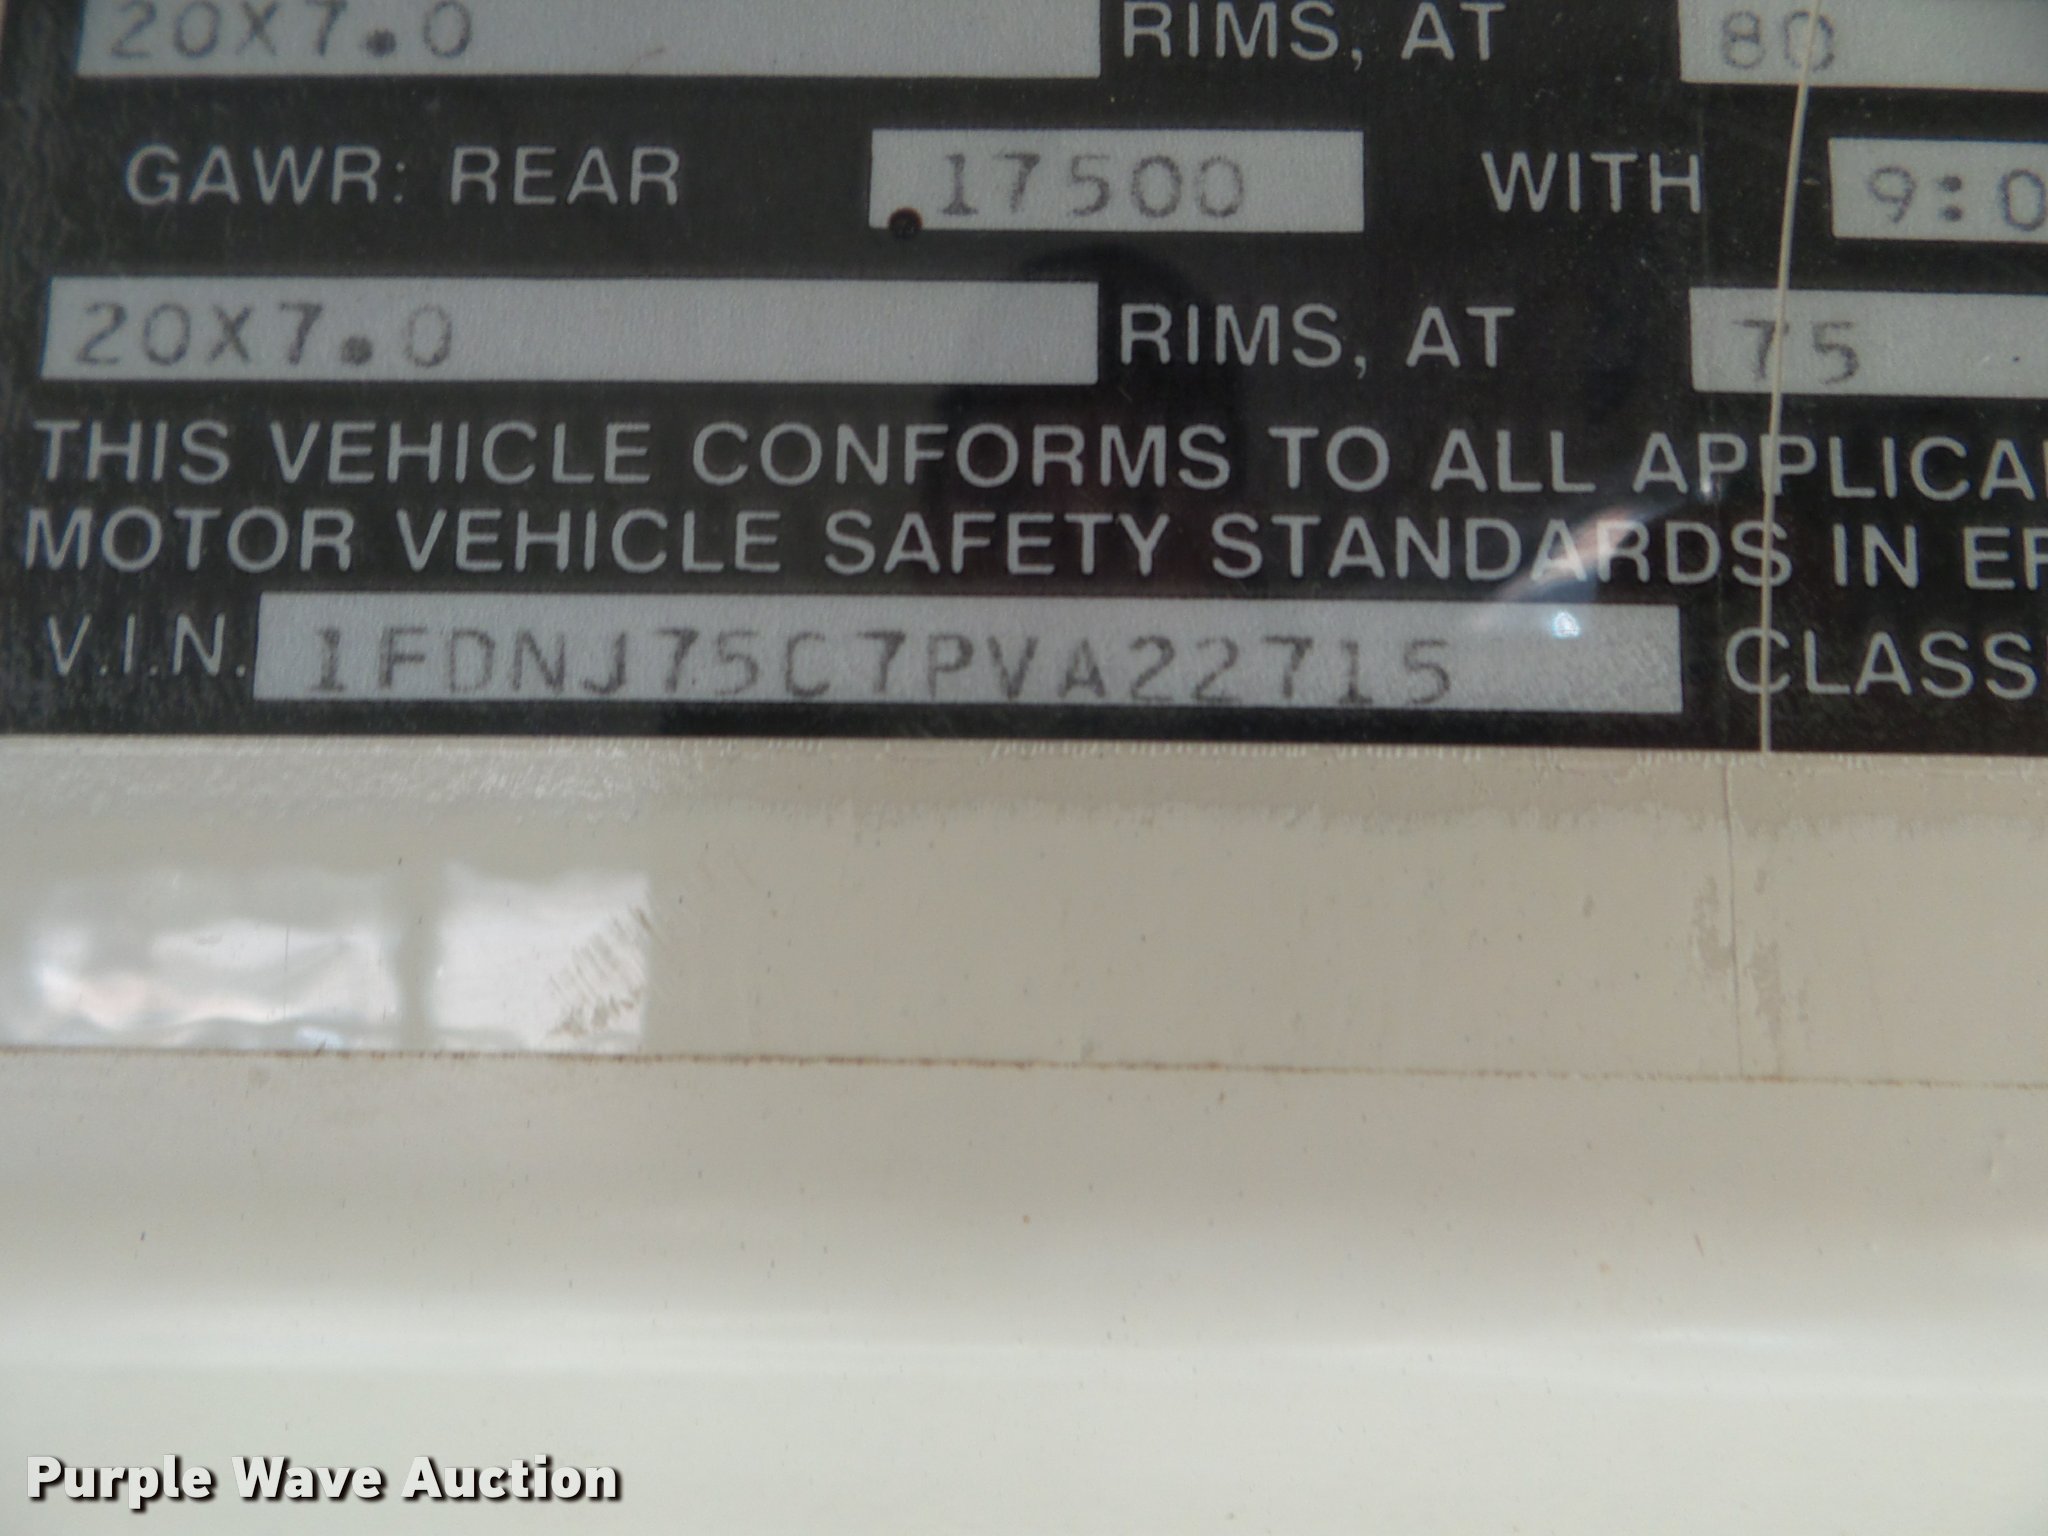 20X7.0 RIMS, AT 80
GAWR: REAR 17500 WITH 9:0
20X7.0 RIMS, AT 75
THIS VEHICLE CONFORMS TO ALL APPLICA
MOTOR VEHICLE SAFETY STANDARDS IN EF
V.I.N. 1FDNJ75C7PVA22715 CLASS
Purple Wave Auction